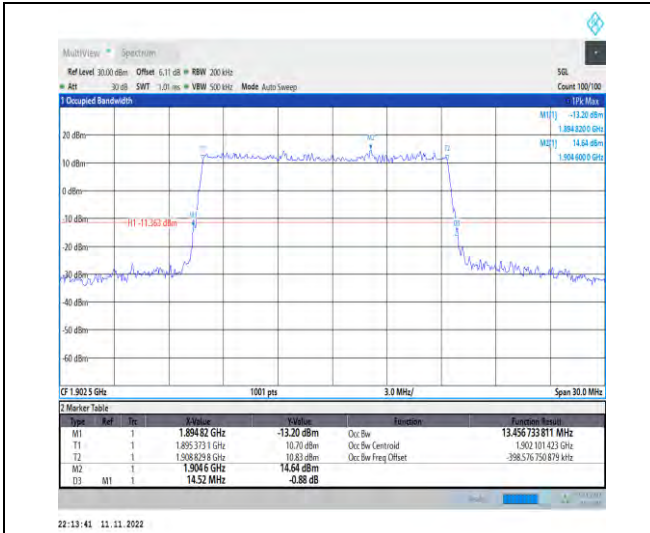 MultiView Spectrum
Ref Level 30.00 dBm Offset 6.11 dB RBW 200 kHz SGL
Att 30 dB SWT 1.01 ms VBW 500 kHz Mode Auto Sweep Count 100/100
1 Occupied Bandwidth 1Pk Max
M1[1] -13.20 dBm
1.894 820 0 GHz
20 dBm M2[1] 14.64 dBm
T1 M2 T2
10 dBm 1.904 600 0 GHz
0 dBm
-10 dBm
H1 -11.363 dBm
-20 dBm
-30 dBm
-40 dBm
-50 dBm
-60 dBm
CF 1.902 5 GHz 1001 pts 3.0 MHz/ Span 30.0 MHz
2 Marker Table
Type Ref Trc X-Value Y-Value Function Function Result
M1 1 1.894 82 GHz -13.20 dBm Occ Bw 13.456 733 811 MHz
T1 1 1.895 373 1 GHz 10.70 dBm Occ Bw Centroid 1.902 101 423 GHz
T2 1 1.908 829 8 GHz 10.83 dBm Occ Bw Freq Offset -398.576 750 879 kHz
M2 1 1.904 6 GHz 14.64 dBm
D3 M1 1 14.52 MHz -0.88 dB
22:13:41 11.11.2022